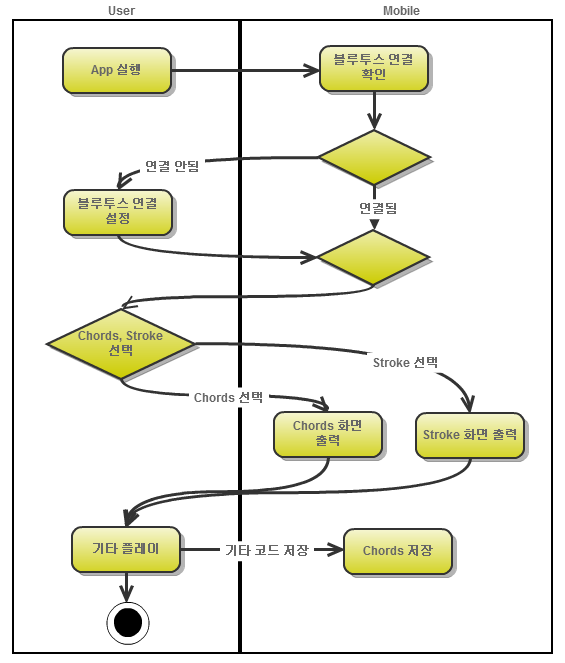 User
Mobile
App 실행
블루투스 연결
확인
연결 안됨
블루투스 연결
설정
연결됨
Chords, Stroke
선택
Stroke 선택
Chords 선택
Chords 화면
출력
Stroke 화면 출력
기타 플레이
기타 코드 저장
Chords 저장